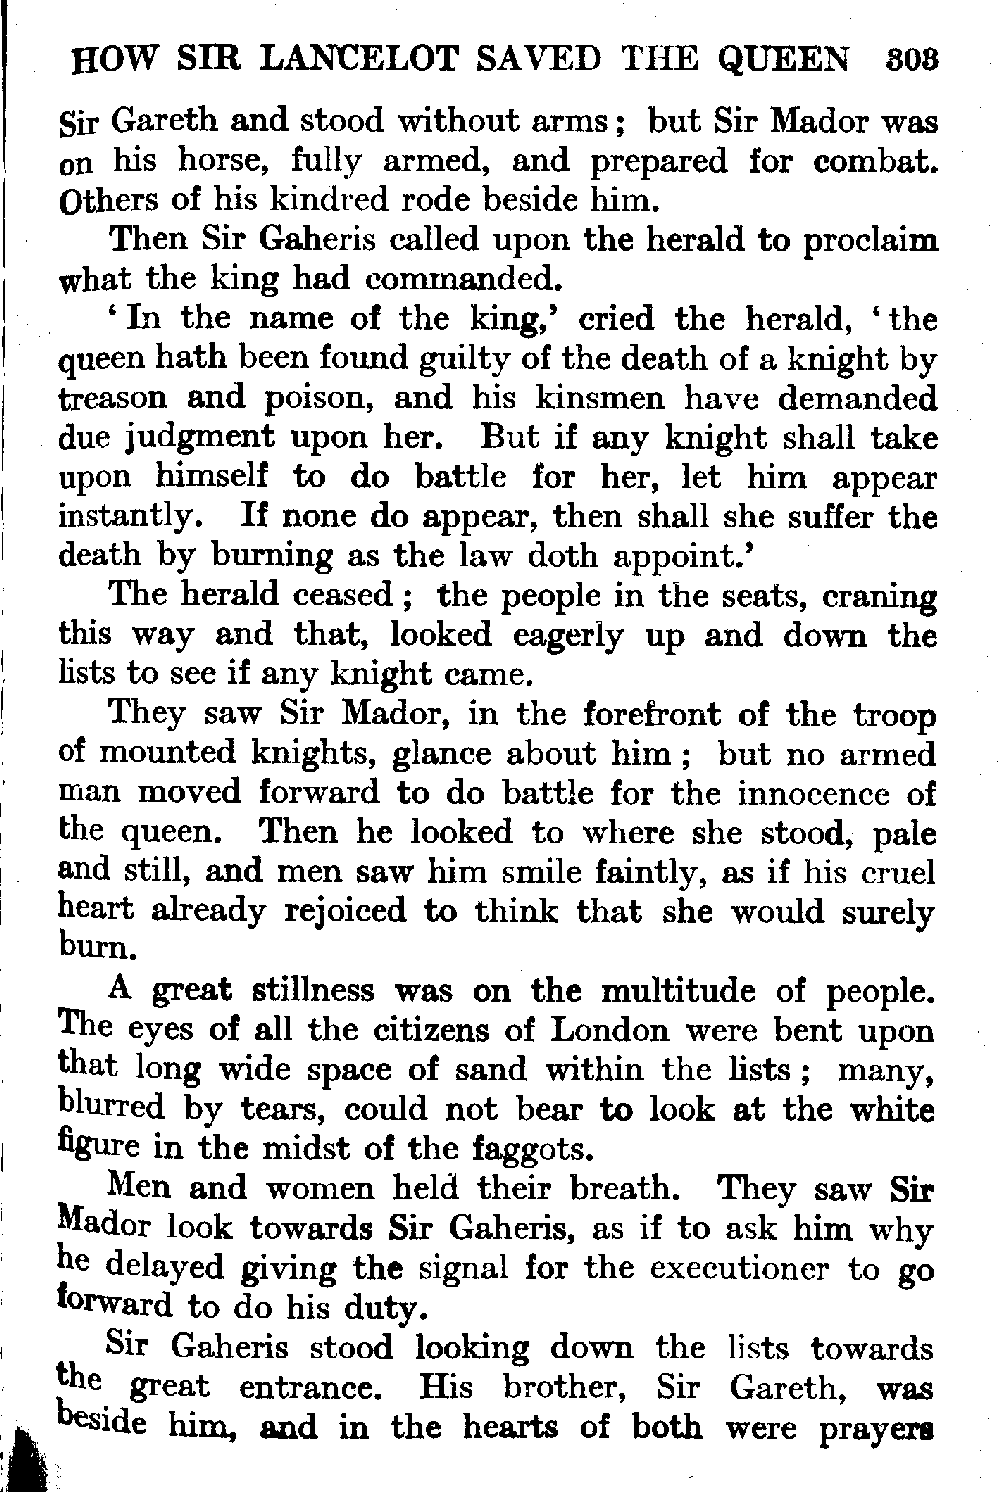 HOW SIR LANCELOT SAVED THE QUEEN 303
Sir Gareth and stood without arms; but Sir Mador was
on his horse, fully armed, and prepared for combat.
Others of his kindred rode beside him.
Then Sir Gaheris called upon the herald to proclaim
what the king had commanded.
‘In the name of the king,’ cried the herald, ‘the
queen hath been found guilty of the death of a knight by
treason and poison, and his kinsmen have demanded
due judgment upon her. But if any knight shall take
upon himself to do battle for her, let him appear
instantly. If none do appear, then shall she suffer the
death by burning as the law doth appoint.’
The herald ceased; the people in the seats, craning
this way and that, looked eagerly up and down the
lists to see if any knight came.
They saw Sir Mador, in the forefront of the troop
of mounted knights, glance about him; but no armed
man moved forward to do battle for the innocence of
the queen. Then he looked to where she stood, pale
and still, and men saw him smile faintly, as if his cruel
heart already rejoiced to think that she would surely
burn.
A great stillness was on the multitude of people.
The eyes of all the citizens of London were bent upon
that long wide space of sand within the lists; many,
blurred by tears, could not bear to look at the white
figure in the midst of the faggots.
Men and women held their breath. They saw Sir
Mador look towards Sir Gaheris, as if to ask him why
he delayed giving the signal for the executioner to go
forward to do his duty.
Sir Gaheris stood looking down the lists towards
the great entrance. His brother, Sir Gareth, was
beside him, and in the hearts of both were prayers